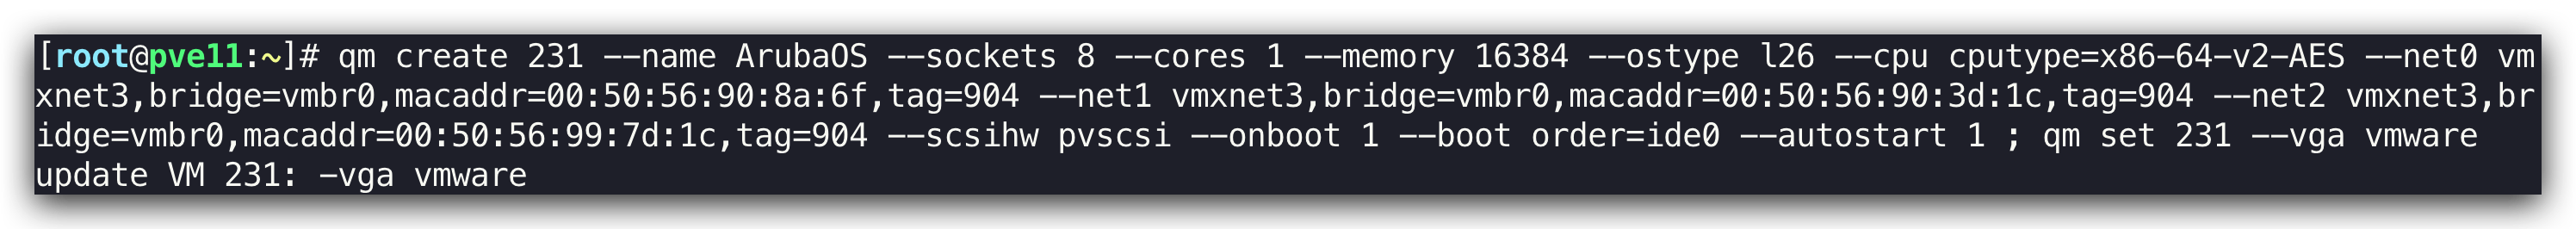 [root@pve11:~]# qm create 231 --name ArubaOS --sockets 8 --cores 1 --memory 16384 --ostype l26 --cpu cputype=x86-64-v2-AES --net0 vm
xnet3,bridge=vmbr0,macaddr=00:50:56:90:8a:6f,tag=904 --net1 vmxnet3,bridge=vmbr0,macaddr=00:50:56:90:3d:1c,tag=904 --net2 vmxnet3,br
idge=vmbr0,macaddr=00:50:56:99:7d:1c,tag=904 --scsihw pvscsi --onboot 1 --boot order=ide0 --autostart 1 ; qm set 231 --vga vmware
update VM 231: -vga vmware